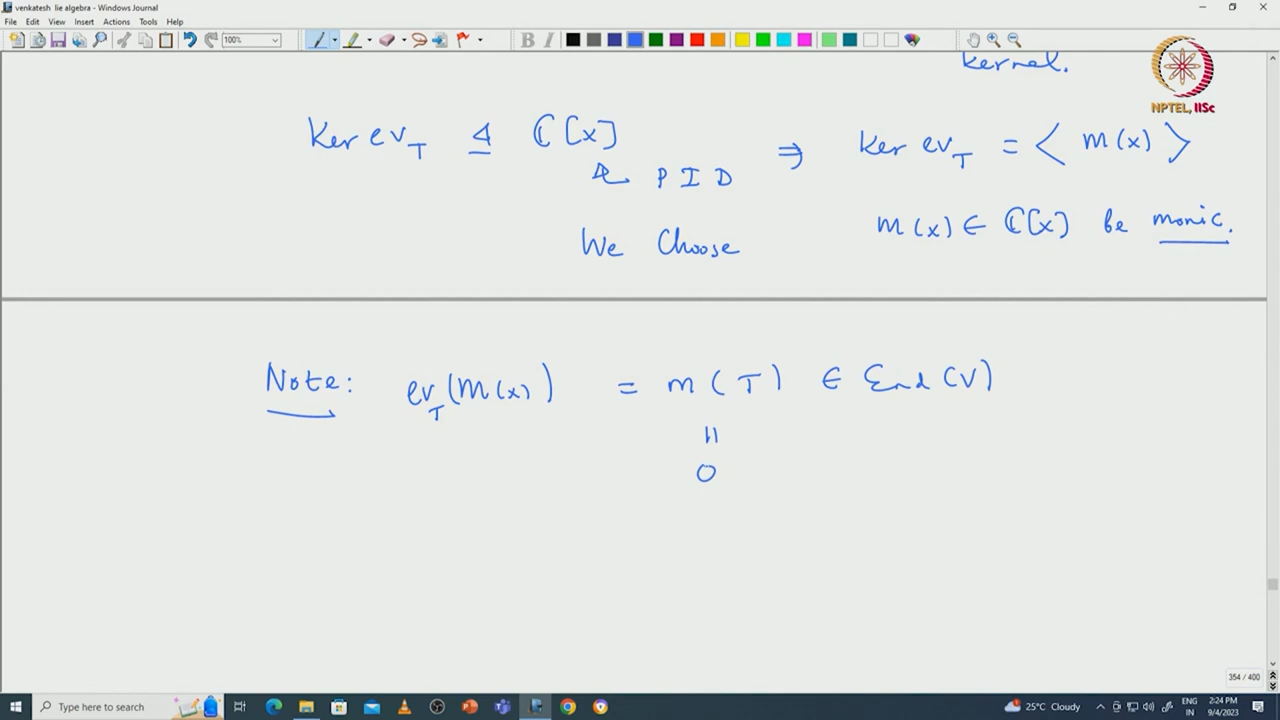 venkatesh lie algebra - Windows Journal
File Edit View Insert Actions Tools Help
100%
B I
NPTEL, IISc
kernel.
Ker ev_T ⊴ ℂ[x] ⇒ Ker ev_T = < m(x) >
PID
We Choose m(x) ∈ ℂ[x] be monic.
Note: ev_T(m(x)) = m(T) ∈ End(V)
॥
0
354 / 400
Type here to search
25°C Cloudy
ENG
IN
2:24 PM
9/4/2023